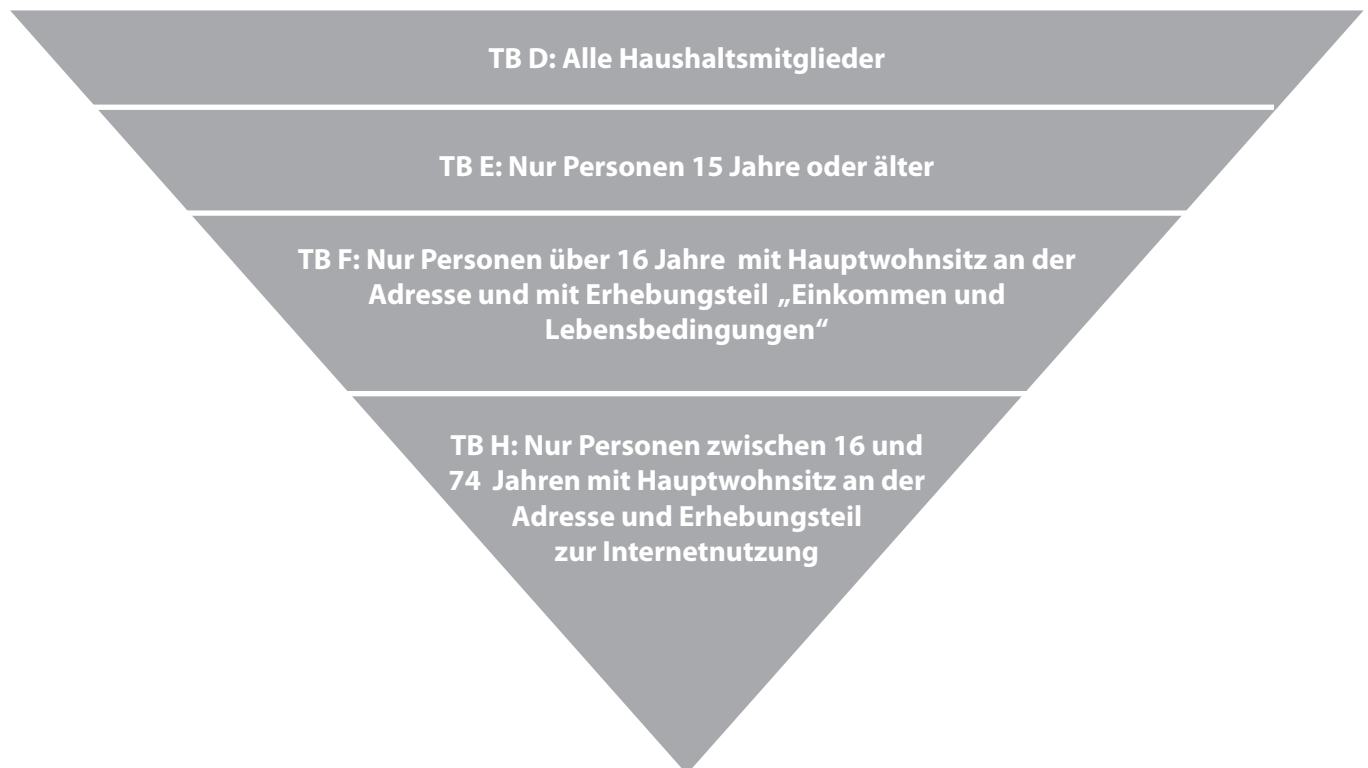 TB D: Alle Haushaltsmitglieder
TB E: Nur Personen 15 Jahre oder älter
TB F: Nur Personen über 16 Jahre mit Hauptwohnsitz an der
Adresse und mit Erhebungsteil „Einkommen und
Lebensbedingungen“
TB H: Nur Personen zwischen 16 und
74 Jahren mit Hauptwohnsitz an der
Adresse und Erhebungsteil
zur Internetnutzung